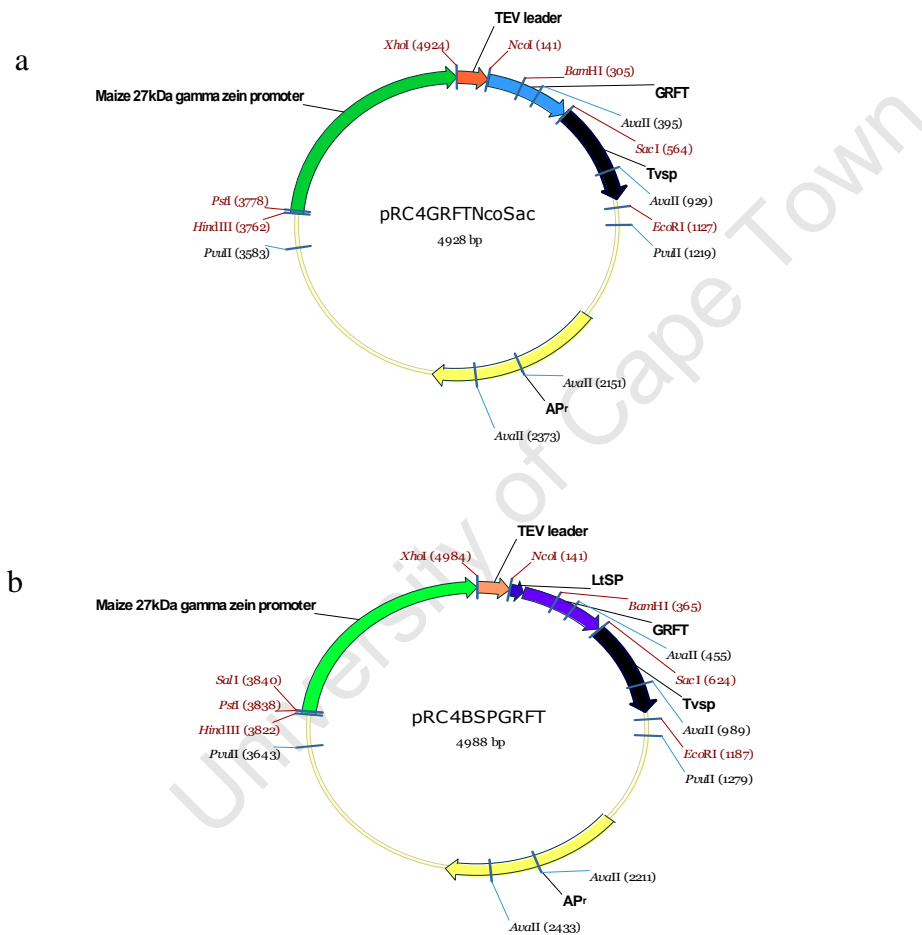 a
TEV leader
XhoI (4924)
NcoI (141)
BamHI (305)
GRFT
Maize 27kDa gamma zein promoter
AvaII (395)
SacI (564)
Tvsp
PstI (3778)
AvaII (929)
pRC4GRFTNcoSac
HindIII (3762)
EcoRI (1127)
4928 bp
PvuII (3583)
PvuII (1219)
AvaII (2151)
APr
AvaII (2373)
b
TEV leader
XhoI (4984)
NcoI (141)
LtSP
BamHI (365)
Maize 27kDa gamma zein promoter
GRFT
AvaII (455)
SalI (3840)
SacI (624)
Tvsp
PstI (3838)
pRC4BSPGRFT
HindIII (3822)
AvaII (989)
4988 bp
EcoRI (1187)
PvuII (3643)
PvuII (1279)
AvaII (2211)
APr
AvaII (2433)
University of Cape Town